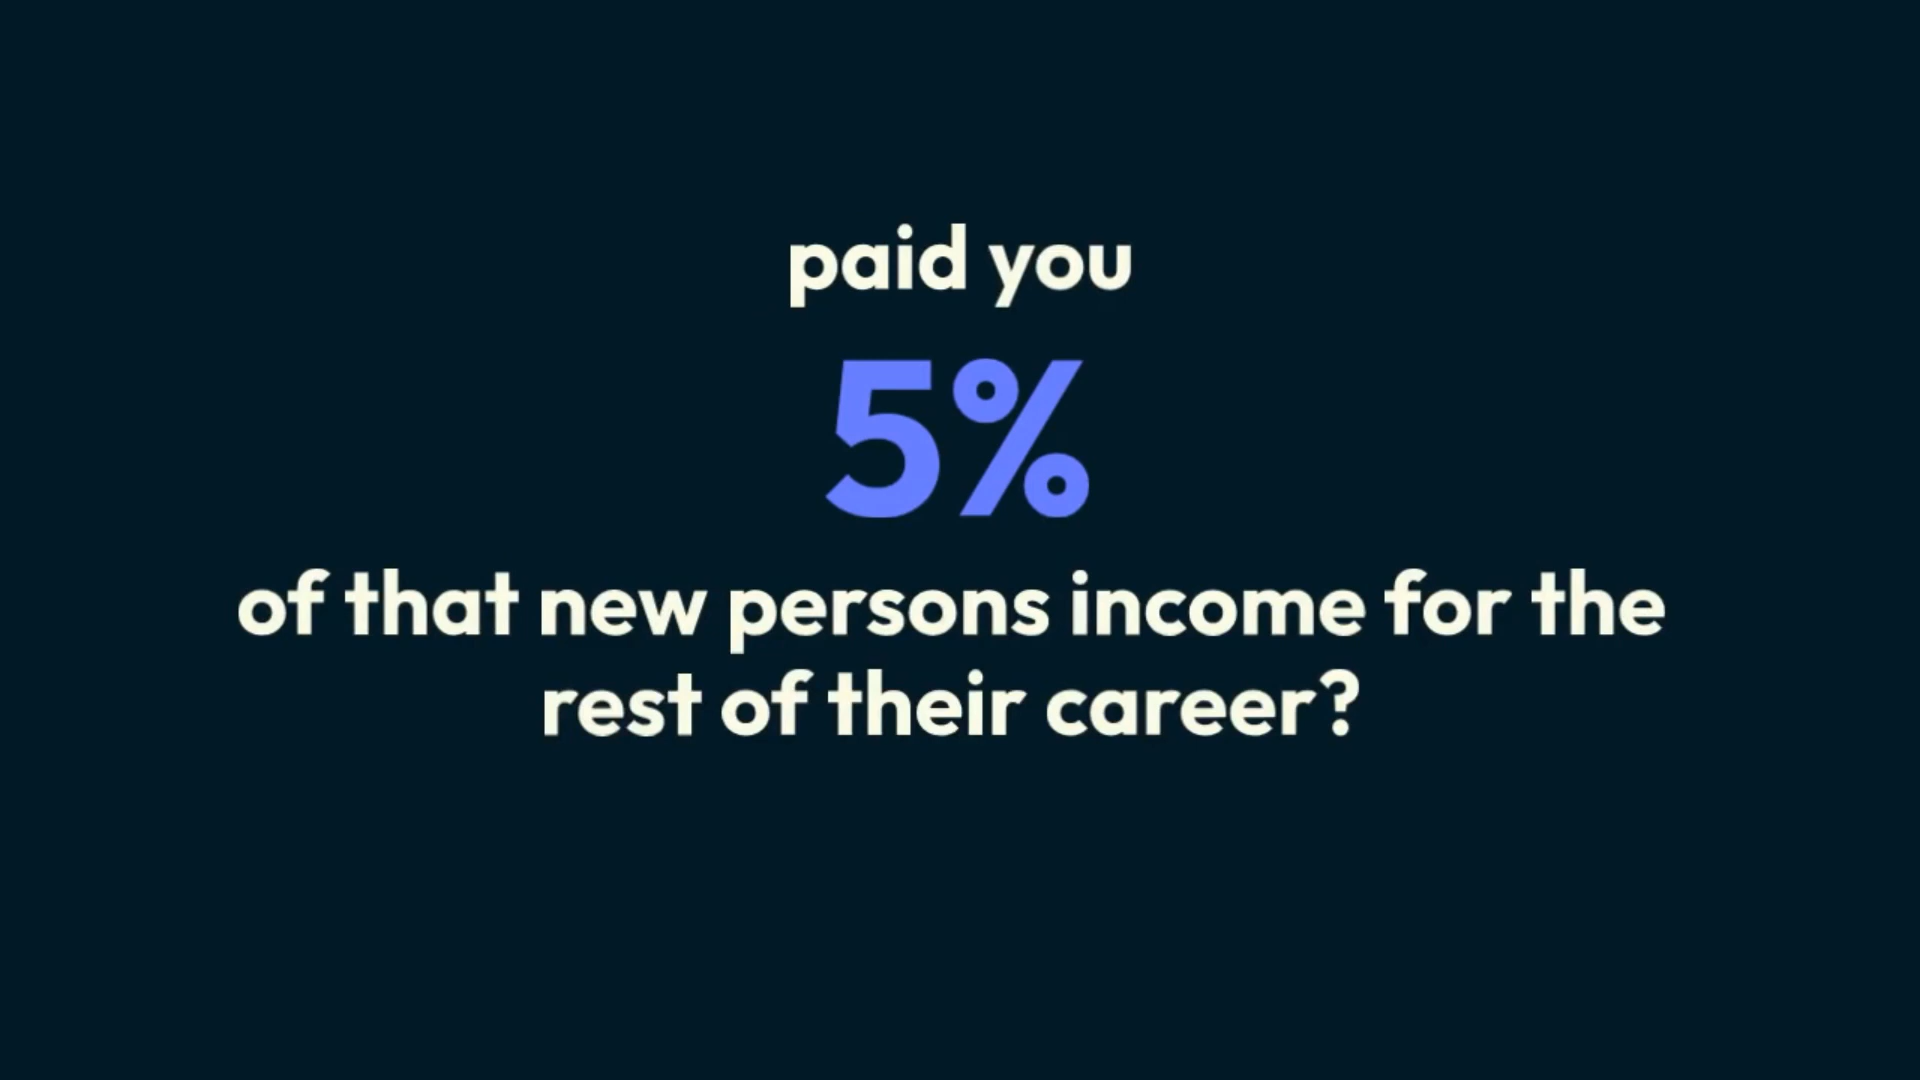 paid you
5%
of that new persons income for the
rest of their career?